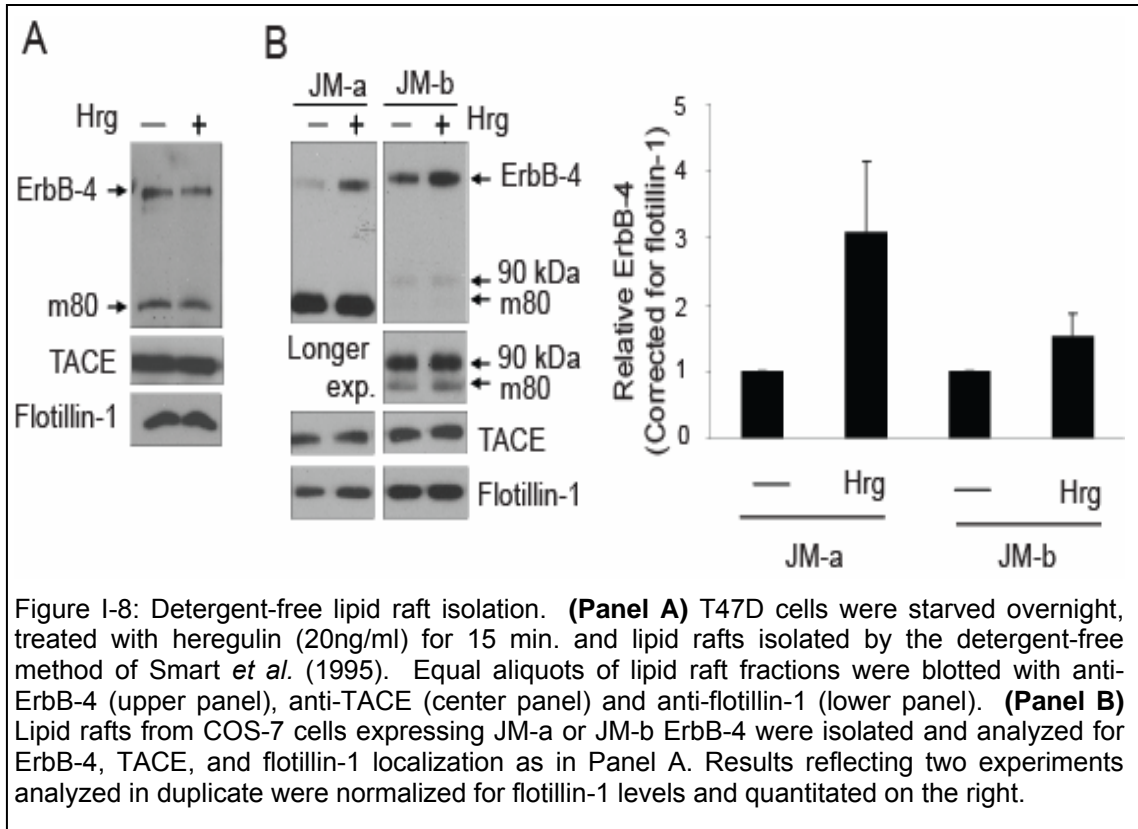 A
B
Hrg
— +
ErbB-4
m80
TACE
Flotillin-1
JM-a JM-b
— + — + Hrg
ErbB-4
90 kDa
m80
Longer
exp.
90 kDa
m80
TACE
Flotillin-1
Relative ErbB-4
(Corrected for flotillin-1)
5
4
3
2
1
0
— Hrg — Hrg
JM-a JM-b
Figure I-8: Detergent-free lipid raft isolation. (Panel A) T47D cells were starved overnight,
treated with heregulin (20ng/ml) for 15 min. and lipid rafts isolated by the detergent-free
method of Smart et al. (1995). Equal aliquots of lipid raft fractions were blotted with anti-
ErbB-4 (upper panel), anti-TACE (center panel) and anti-flotillin-1 (lower panel). (Panel B)
Lipid rafts from COS-7 cells expressing JM-a or JM-b ErbB-4 were isolated and analyzed for
ErbB-4, TACE, and flotillin-1 localization as in Panel A. Results reflecting two experiments
analyzed in duplicate were normalized for flotillin-1 levels and quantitated on the right.